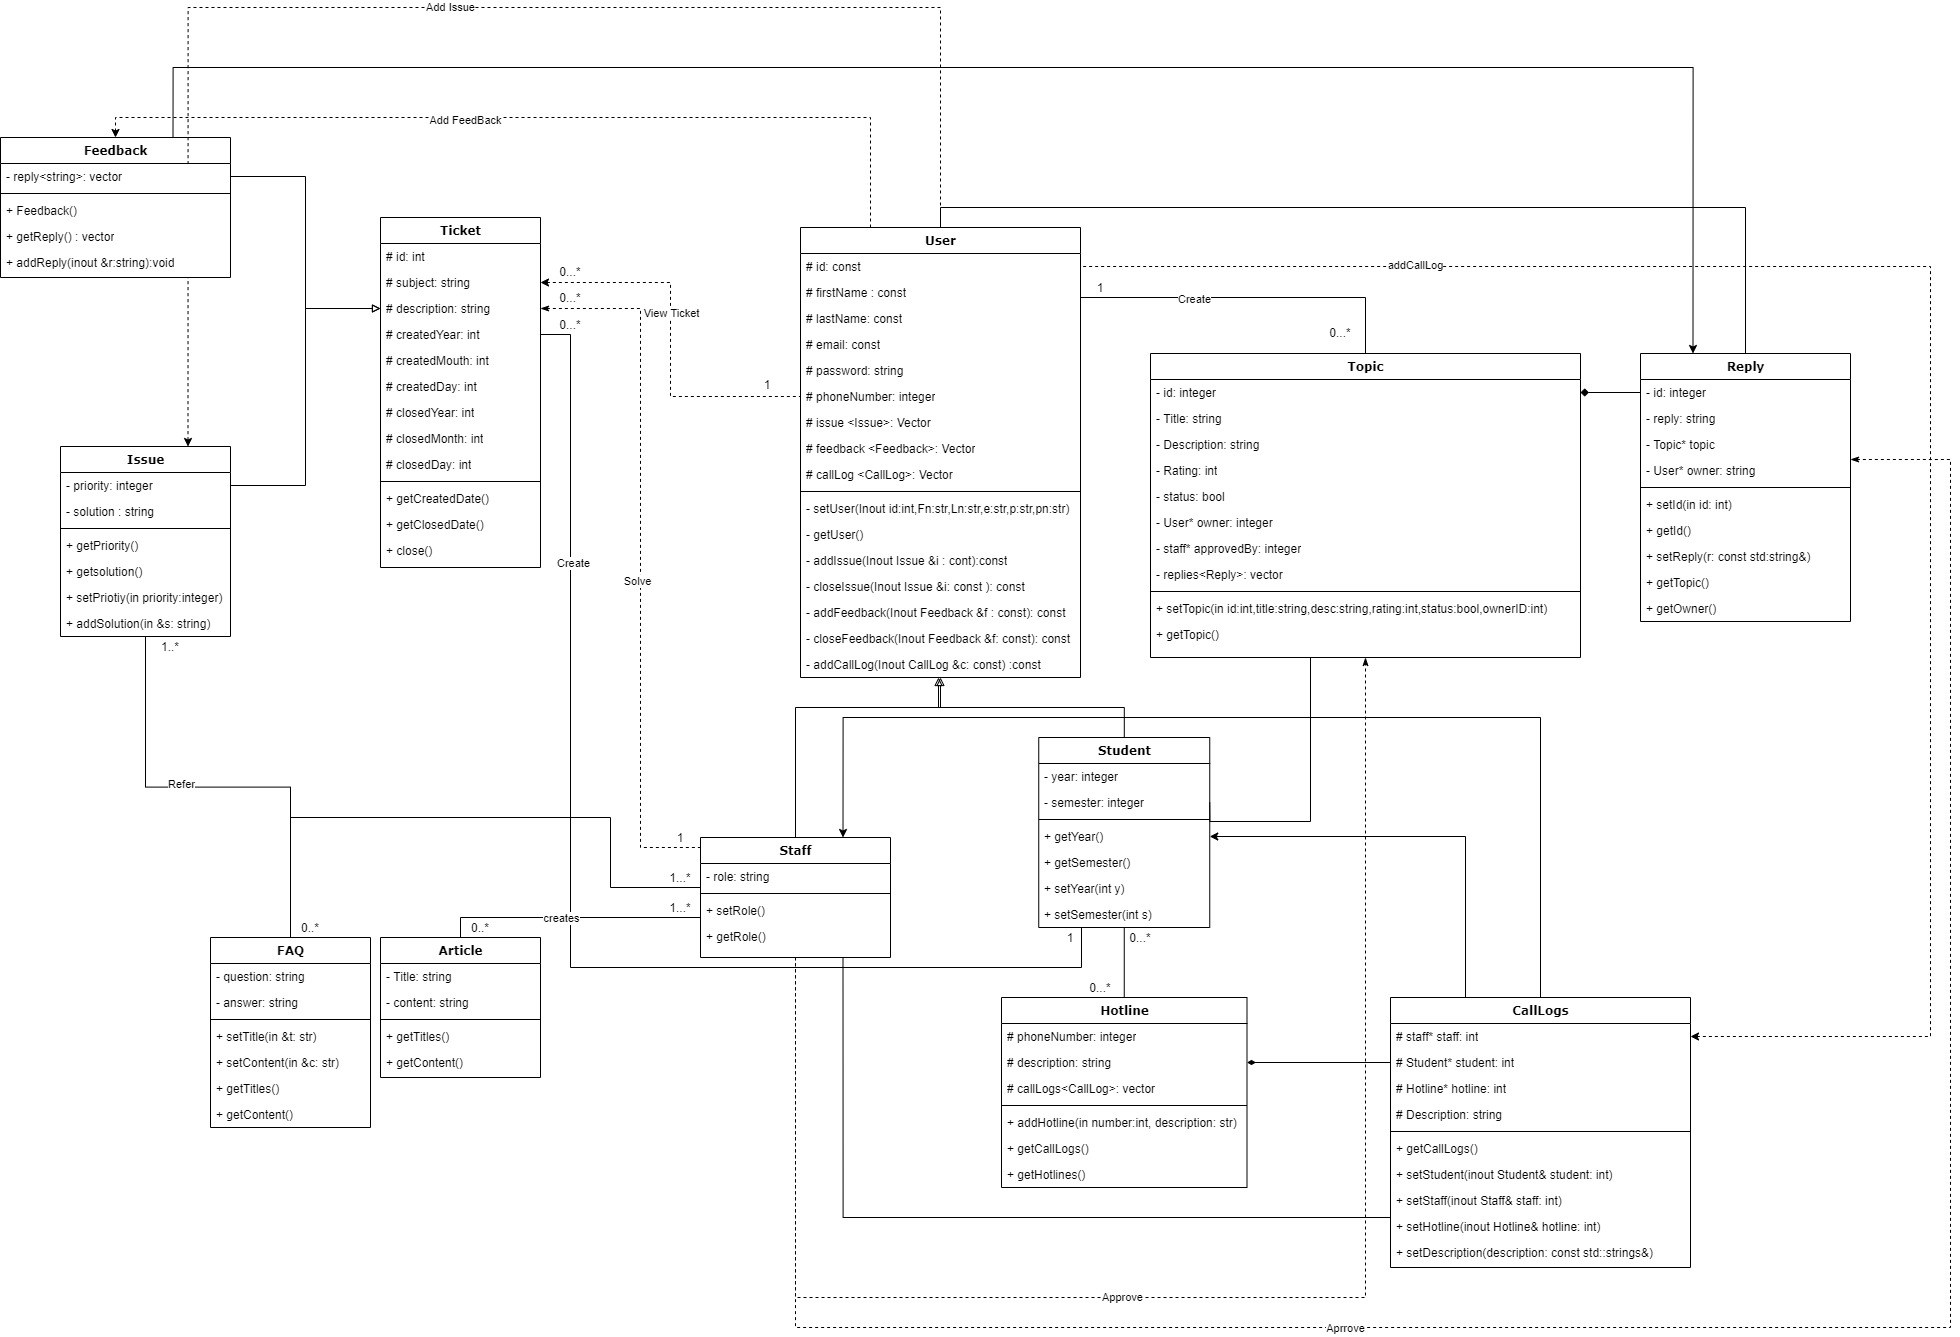 Add Issue
Add FeedBack
Feedback
- reply<string>: vector
+ Feedback()
+ getReply() : vector
+ addReply(inout &r:string):void
Ticket
# id: int
# subject: string
# description: string
# createdYear: int
# createdMouth: int
# createdDay: int
# closedYear: int
# closedMonth: int
# closedDay: int
+ getCreatedDate()
+ getClosedDate()
+ close()
0...*
0...*
0...*
View Ticket
1
User
# id: const
# firstName : const
# lastName: const
# email: const
# password: string
# phoneNumber: integer
# issue <Issue>: Vector
# feedback <Feedback>: Vector
# callLog <CallLog>: Vector
- setUser(Inout id:int,Fn:str,Ln:str,e:str,p:str,pn:str)
- getUser()
- addIssue(Inout Issue &i : cont):const
- closeIssue(Inout Issue &i: const ): const
- addFeedback(Inout Feedback &f : const): const
- closeFeedback(Inout Feedback &f: const): const
- addCallLog(Inout CallLog &c: const) :const
addCallLog
1
Create
0...*
Topic
- id: integer
- Title: string
- Description: string
- Rating: int
- status: bool
- User* owner: integer
- staff* approvedBy: integer
- replies<Reply>: vector
+ setTopic(in id:int,title:string,desc:string,rating:int,status:bool,ownerID:int)
+ getTopic()
Reply
- id: integer
- reply: string
- Topic* topic
- User* owner: string
+ setId(in id: int)
+ getId()
+ setReply(r: const std:string&)
+ getTopic()
+ getOwner()
Issue
- priority: integer
- solution : string
+ getPriority()
+ getsolution()
+ setPriotiy(in priority:integer)
+ addSolution(in &s: string)
1..*
Create
Solve
Refer
Student
- year: integer
- semester: integer
+ getYear()
+ getSemester()
+ setYear(int y)
+ setSemester(int s)
1
0...*
1
1...*
1...*
Staff
- role: string
+ setRole()
+ getRole()
creates
0..*
0..*
FAQ
- question: string
- answer: string
+ setTitle(in &t: str)
+ setContent(in &c: str)
+ getTitles()
+ getContent()
Article
- Title: string
- content: string
+ getTitles()
+ getContent()
0...*
Hotline
# phoneNumber: integer
# description: string
# callLogs<CallLog>: vector
+ addHotline(in number:int, description: str)
+ getCallLogs()
+ getHotlines()
CallLogs
# staff* staff: int
# Student* student: int
# Hotline* hotline: int
# Description: string
+ getCallLogs()
+ setStudent(inout Student& student: int)
+ setStaff(inout Staff& staff: int)
+ setHotline(inout Hotline& hotline: int)
+ setDescription(description: const std::strings&)
Approve
Aprrove